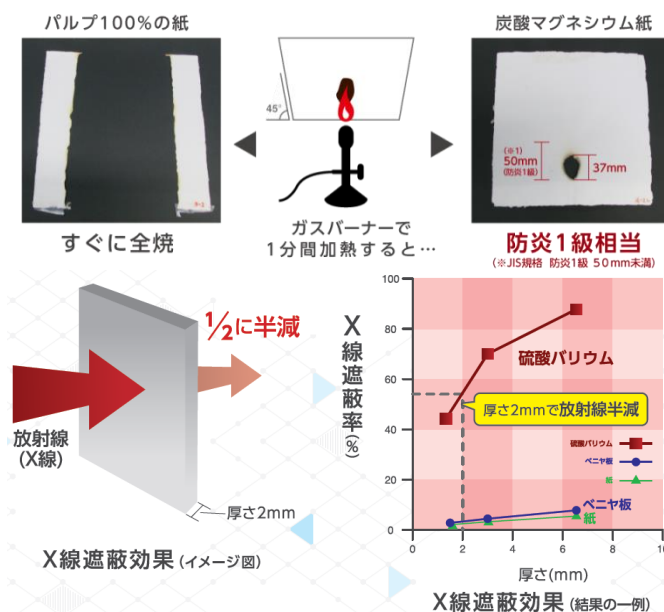 パルプ100%の紙
炭酸マグネシウム紙
45°
(※1)
50mm
(防炎1級)
37mm
すぐに全焼
ガスバーナーで
1分間加熱すると…
防炎1級相当
(※JIS規格 防炎1級 50mm未満)
1/2に半減
放射線
(X線)
厚さ2mm
X線遮蔽効果(イメージ図)
X線遮蔽率(%)
100
80
60
40
20
0
硫酸バリウム
厚さ2mmで放射線半減
硫酸バリウム
ベニヤ板
紙
ベニヤ板
紙
0
2
4
6
8
10
厚さ(mm)
X線遮蔽効果(結果の一例)